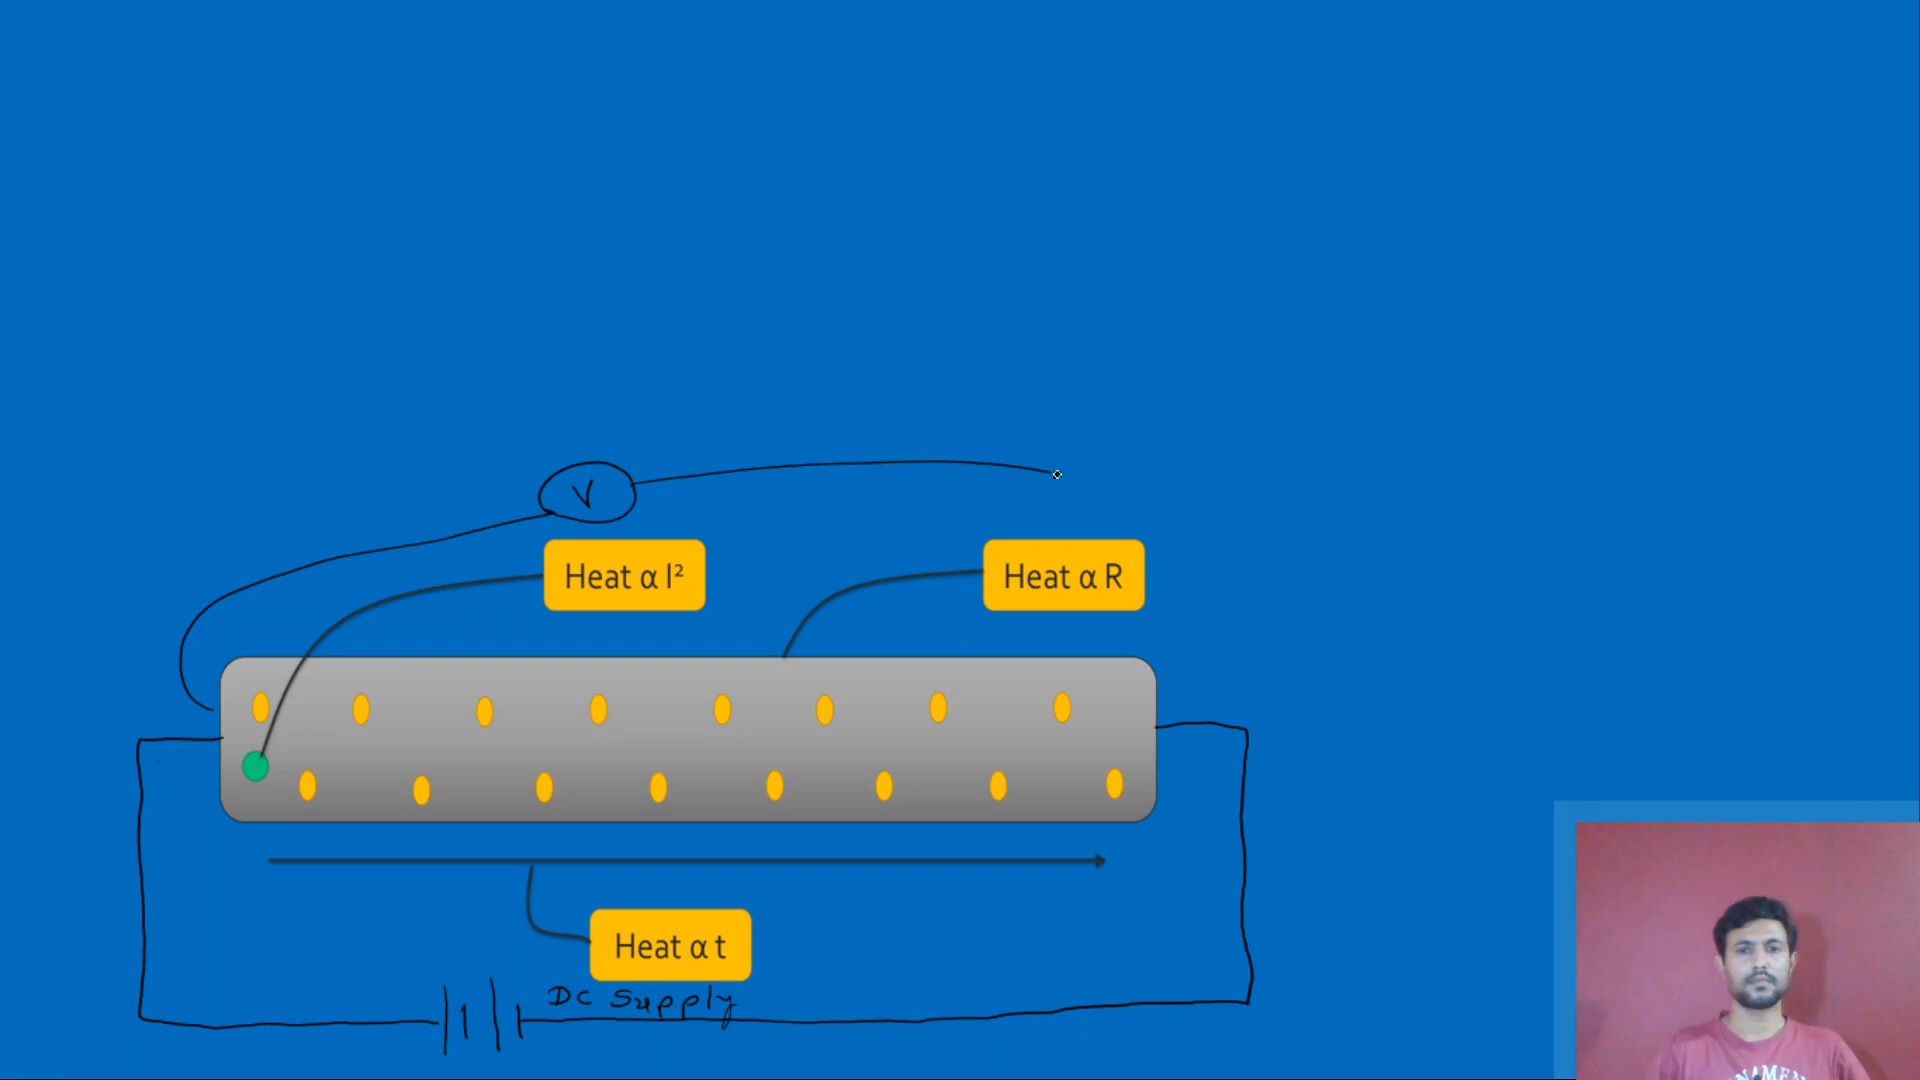 V
Heat α I²
Heat α R
Heat α t
DC Supply